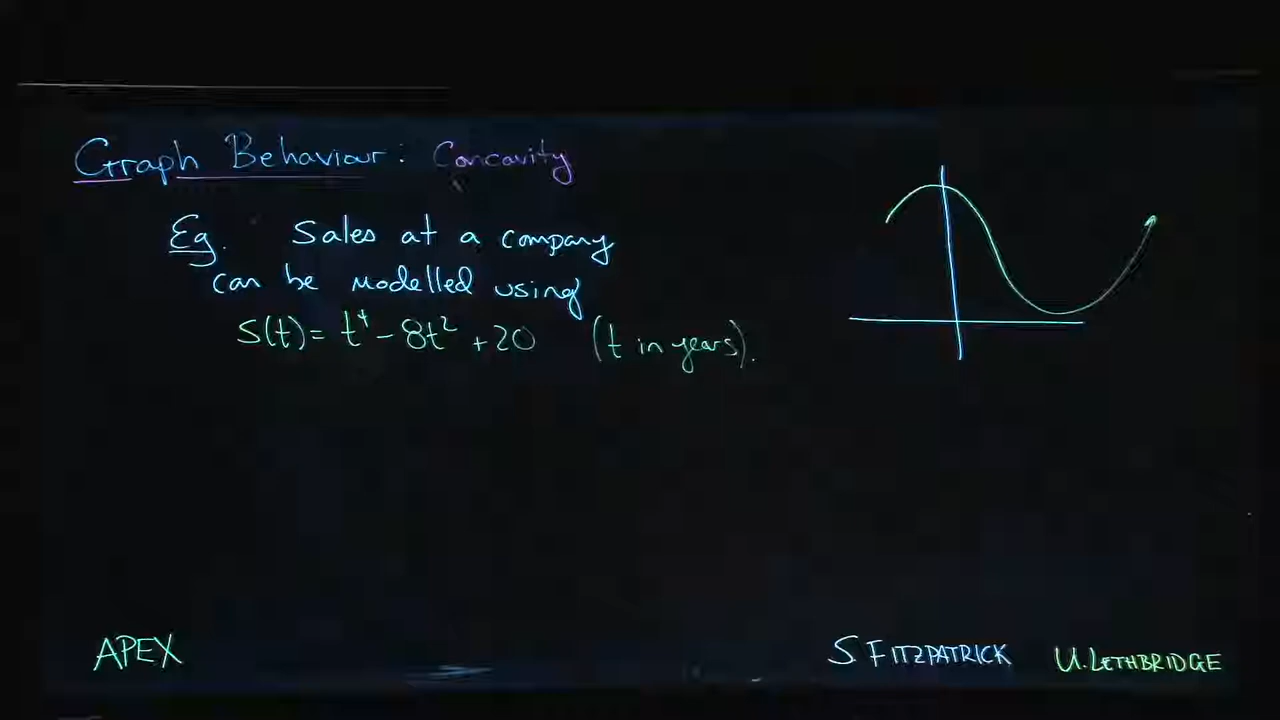 Graph Behaviour: Concavity
Eg. Sales at a company
can be modelled using
S(t) = t⁴ - 8t² + 20 (t in years).
APEX
S. FITZPATRICK
U. LETHBRIDGE